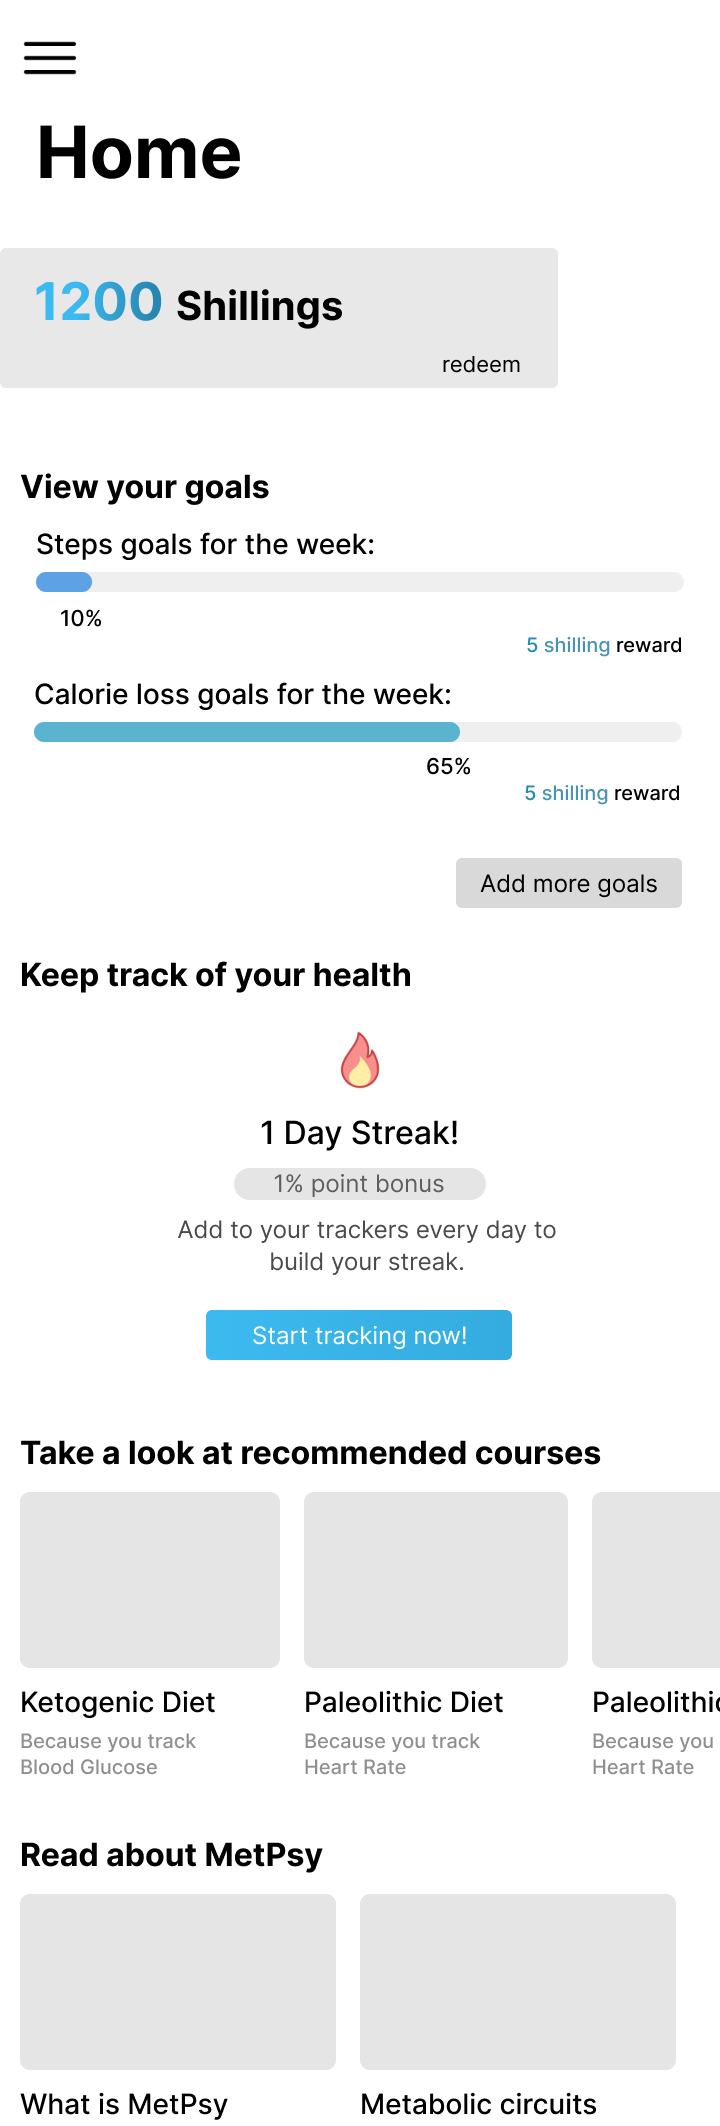 Home
1200 Shillings
redeem
View your goals
Steps goals for the week:
10%
5 shilling reward
Calorie loss goals for the week:
65%
5 shilling reward
Add more goals
Keep track of your health
1 Day Streak!
1% point bonus
Add to your trackers every day to
build your streak.
Start tracking now!
Take a look at recommended courses
Ketogenic Diet
Because you track
Blood Glucose
Paleolithic Diet
Because you track
Heart Rate
Paleolithic
Because you
Heart Rate
Read about MetPsy
What is MetPsy
Metabolic circuits